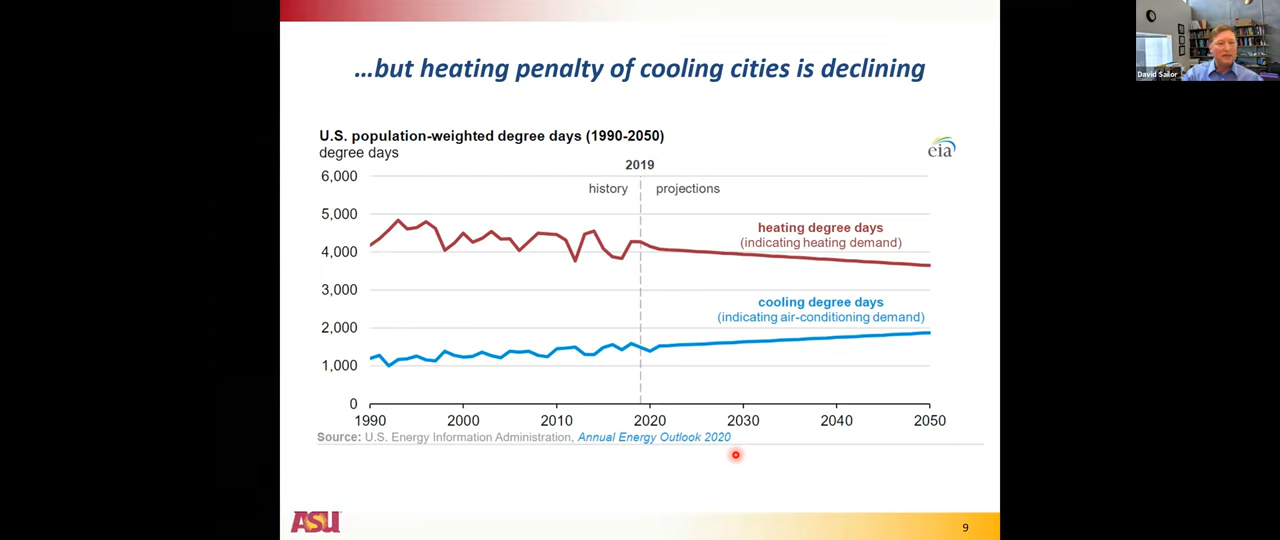 …but heating penalty of cooling cities is declining
David Sailor
U.S. population-weighted degree days (1990-2050)
degree days
eia
2019
history
projections
6,000
5,000
4,000
3,000
2,000
1,000
0
heating degree days
(indicating heating demand)
cooling degree days
(indicating air-conditioning demand)
1990
2000
2010
2020
2030
2040
2050
Source: U.S. Energy Information Administration, Annual Energy Outlook 2020
ASU
9